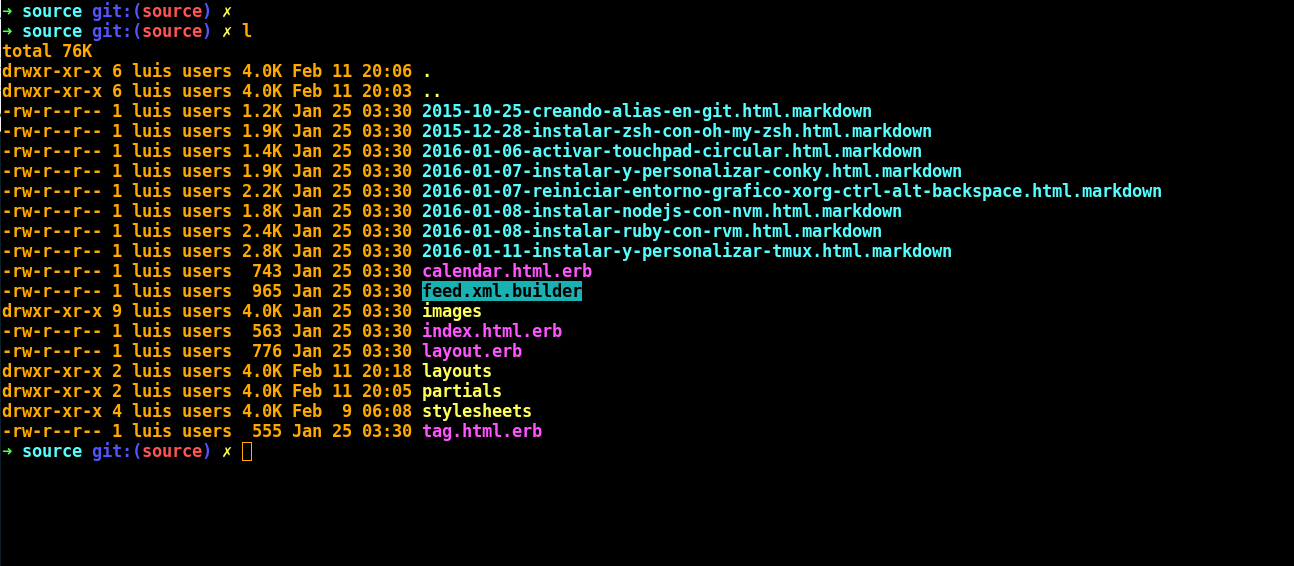 ➜ source git:(source) ✗
➜ source git:(source) ✗ l
total 76K
drwxr-xr-x 6 luis users 4.0K Feb 11 20:06 .
drwxr-xr-x 6 luis users 4.0K Feb 11 20:03 ..
-rw-r--r-- 1 luis users 1.2K Jan 25 03:30 2015-10-25-creando-alias-en-git.html.markdown
-rw-r--r-- 1 luis users 1.9K Jan 25 03:30 2015-12-28-instalar-zsh-con-oh-my-zsh.html.markdown
-rw-r--r-- 1 luis users 1.4K Jan 25 03:30 2016-01-06-activar-touchpad-circular.html.markdown
-rw-r--r-- 1 luis users 1.9K Jan 25 03:30 2016-01-07-instalar-y-personalizar-conky.html.markdown
-rw-r--r-- 1 luis users 2.2K Jan 25 03:30 2016-01-07-reiniciar-entorno-grafico-xorg-ctrl-alt-backspace.html.markdown
-rw-r--r-- 1 luis users 1.8K Jan 25 03:30 2016-01-08-instalar-nodejs-con-nvm.html.markdown
-rw-r--r-- 1 luis users 2.4K Jan 25 03:30 2016-01-08-instalar-ruby-con-rvm.html.markdown
-rw-r--r-- 1 luis users 2.8K Jan 25 03:30 2016-01-11-instalar-y-personalizar-tmux.html.markdown
-rw-r--r-- 1 luis users  743 Jan 25 03:30 calendar.html.erb
-rw-r--r-- 1 luis users  965 Jan 25 03:30 feed.xml.builder
drwxr-xr-x 9 luis users 4.0K Jan 25 03:30 images
-rw-r--r-- 1 luis users  563 Jan 25 03:30 index.html.erb
-rw-r--r-- 1 luis users  776 Jan 25 03:30 layout.erb
drwxr-xr-x 2 luis users 4.0K Feb 11 20:18 layouts
drwxr-xr-x 2 luis users 4.0K Feb 11 20:05 partials
drwxr-xr-x 4 luis users 4.0K Feb  9 06:08 stylesheets
-rw-r--r-- 1 luis users  555 Jan 25 03:30 tag.html.erb
➜ source git:(source) ✗